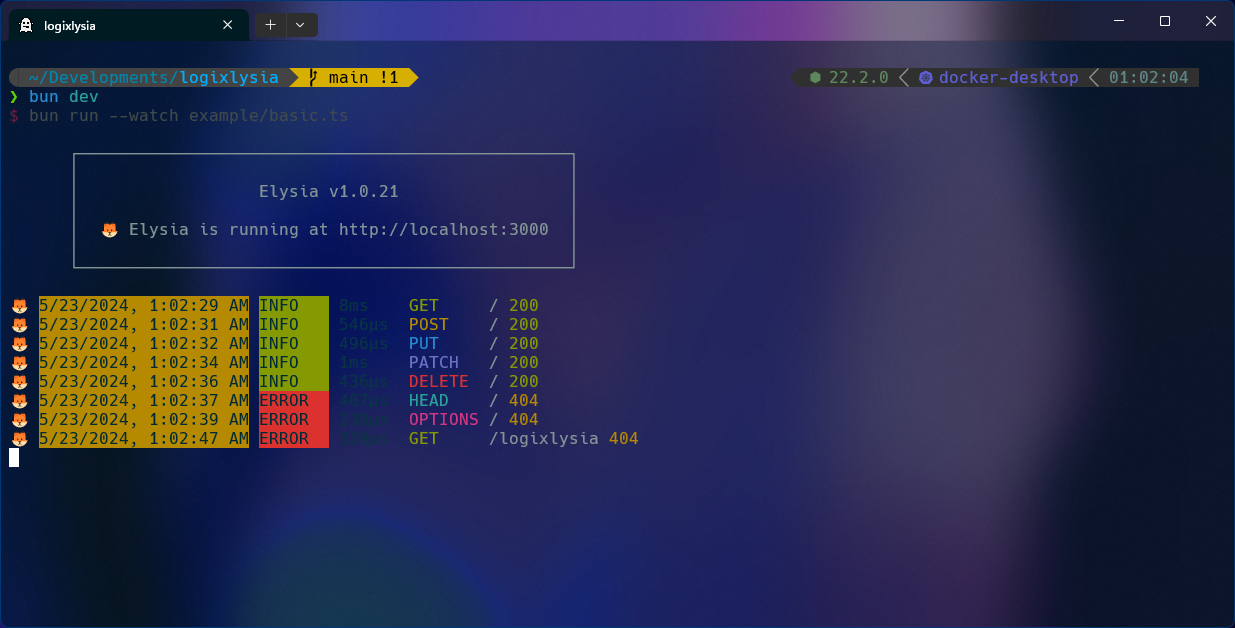 logixlysia
~/Developments/logixlysia main !1 22.2.0 docker-desktop 01:02:04
❯ bun dev
$ bun run --watch example/basic.ts
Elysia v1.0.21
🦊 Elysia is running at http://localhost:3000
🦊 5/23/2024, 1:02:29 AM INFO 8ms GET / 200
🦊 5/23/2024, 1:02:31 AM INFO 546µs POST / 200
🦊 5/23/2024, 1:02:32 AM INFO 496µs PUT / 200
🦊 5/23/2024, 1:02:34 AM INFO 1ms PATCH / 200
🦊 5/23/2024, 1:02:36 AM INFO 436µs DELETE / 200
🦊 5/23/2024, 1:02:37 AM ERROR HEAD / 404
🦊 5/23/2024, 1:02:39 AM ERROR OPTIONS / 404
🦊 5/23/2024, 1:02:47 AM ERROR GET /logixlysia 404